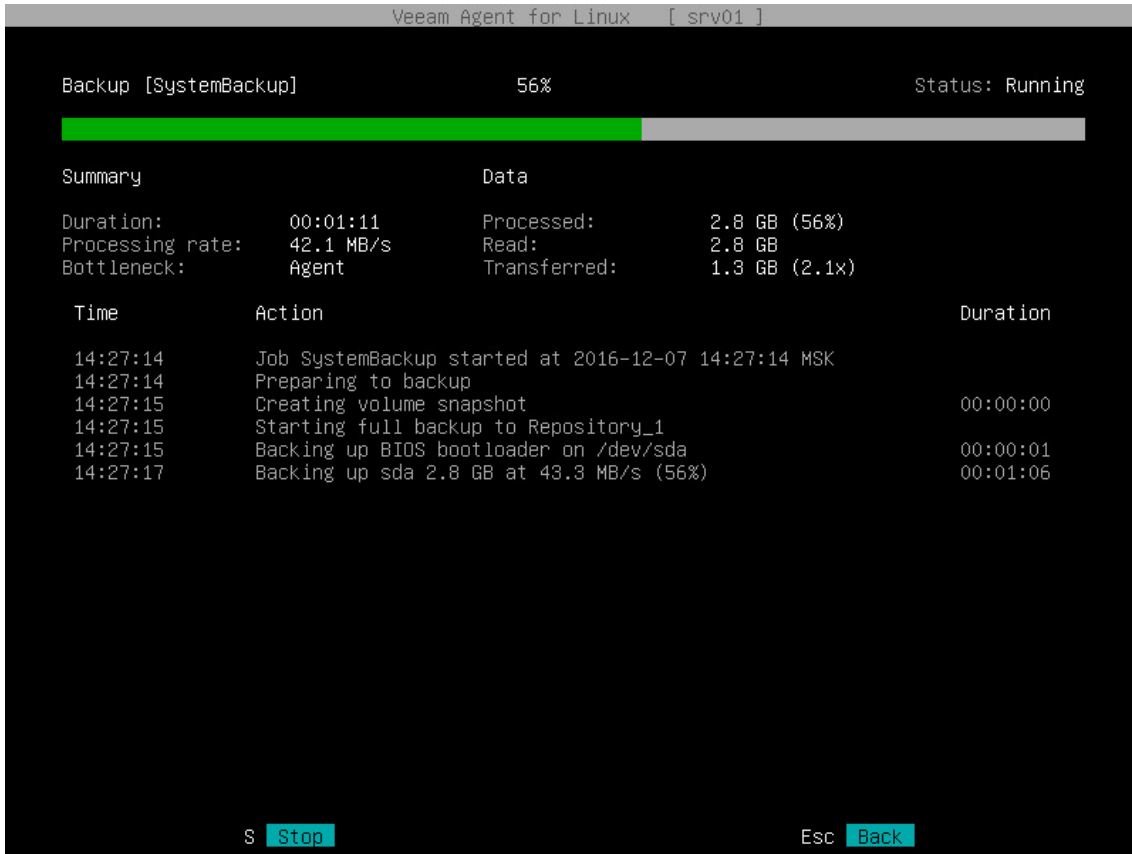 Veeam Agent for Linux [ srv01 ]
Backup [SystemBackup] 56% Status: Running
Summary Data
Duration: 00:01:11 Processed: 2.8 GB (56%)
Processing rate: 42.1 MB/s Read: 2.8 GB
Bottleneck: Agent Transferred: 1.3 GB (2.1x)
Time Action Duration
14:27:14 Job SystemBackup started at 2016-12-07 14:27:14 MSK
14:27:14 Preparing to backup
14:27:15 Creating volume snapshot 00:00:00
14:27:15 Starting full backup to Repository_1
14:27:15 Backing up BIOS bootloader on /dev/sda 00:00:01
14:27:17 Backing up sda 2.8 GB at 43.3 MB/s (56%) 00:01:06
S Stop Esc Back